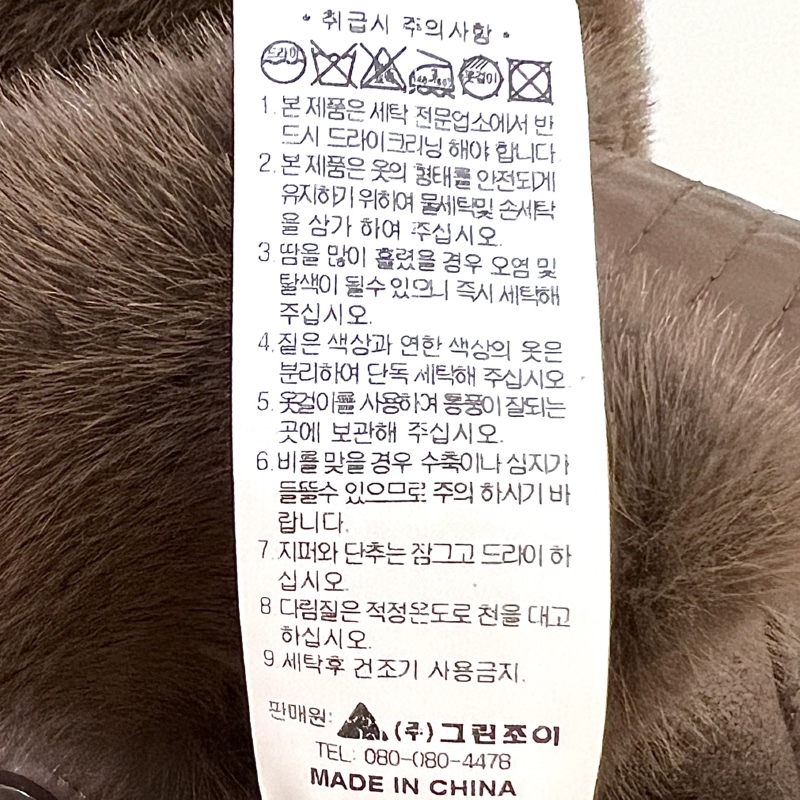 • 취급시 주의사항 •
드라이 옷걸이
1. 본 제품은 세탁 전문업소에서 반
드시 드라이크리닝 해야 합니다.
2. 본 제품은 옷의 형태를 안전되게
유지하기 위하여 물세탁및 손세탁
을 삼가 하여 주십시오.
3. 땀을 많이 흘렸을 경우 오염 및
탈색이 될수 있으니 즉시 세탁해
주십시오.
4. 짙은 색상과 연한 색상의 옷은
분리하여 단독 세탁해 주십시오.
5. 옷걸이를 사용하여 통풍이 잘되는
곳에 보관해 주십시오.
6. 비를 맞을 경우 수축이나 심지가
들뜰수 있으므로 주의 하시기 바
랍니다.
7. 지퍼와 단추는 잠그고 드라이 하
십시오.
8 다림질은 적정온도로 천을 대고
하십시오.
9 세탁후 건조기 사용금지.
판매원: (주)그린조이
TEL: 080-080-4478
MADE IN CHINA